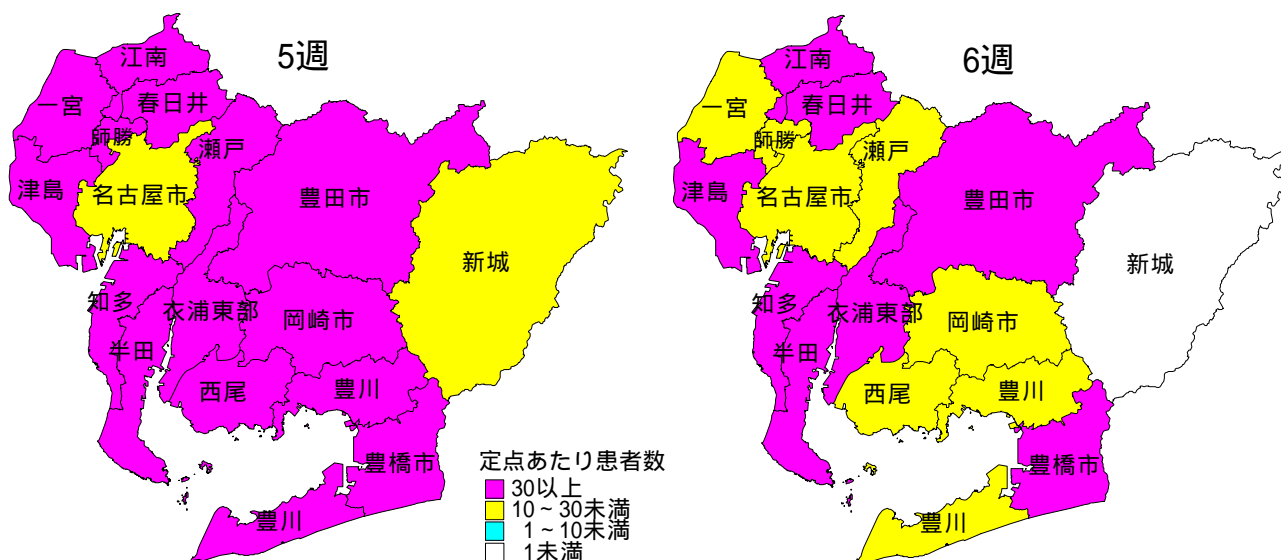 5週
江南
一宮
春日井
師勝
瀬戸
津島
名古屋市
豊田市
新城
知多
衣浦東部
岡崎市
半田
西尾
豊川
豊橋市
豊川
定点あたり患者数
30以上
10~30未満
1~10未満
1未満
6週
江南
一宮
春日井
師勝
瀬戸
津島
名古屋市
豊田市
新城
知多
衣浦東部
岡崎市
半田
西尾
豊川
豊橋市
豊川